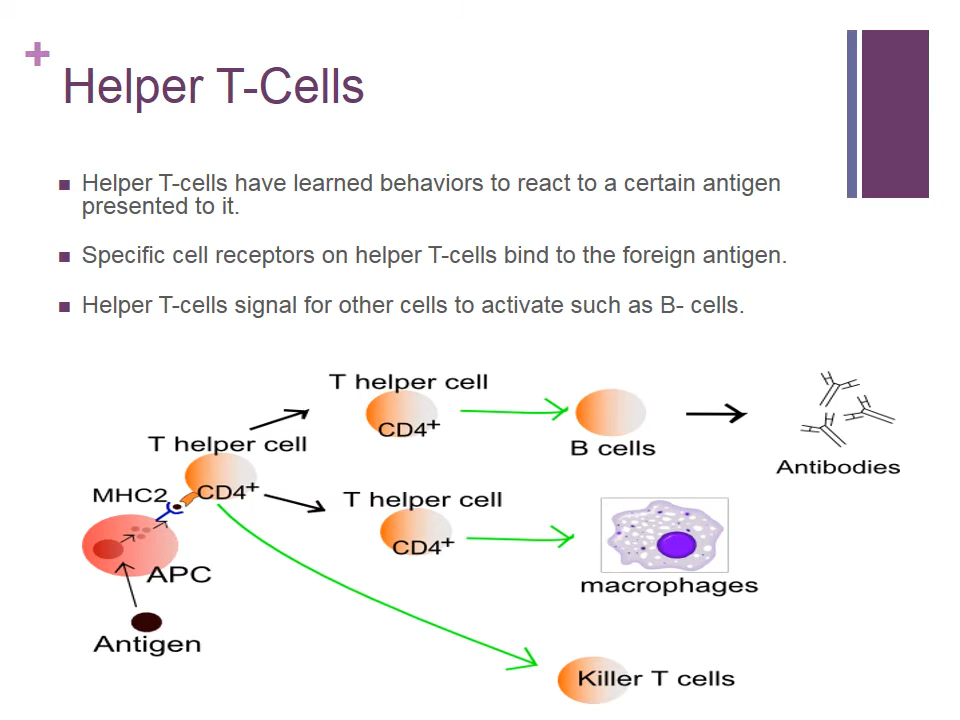 +
Helper T-Cells
■ Helper T-cells have learned behaviors to react to a certain antigen
presented to it.
■ Specific cell receptors on helper T-cells bind to the foreign antigen.
■ Helper T-cells signal for other cells to activate such as B- cells.
T helper cell
CD4+
B cells
Antibodies
T helper cell
CD4+
MHC2
T helper cell
CD4+
macrophages
APC
Antigen
Killer T cells